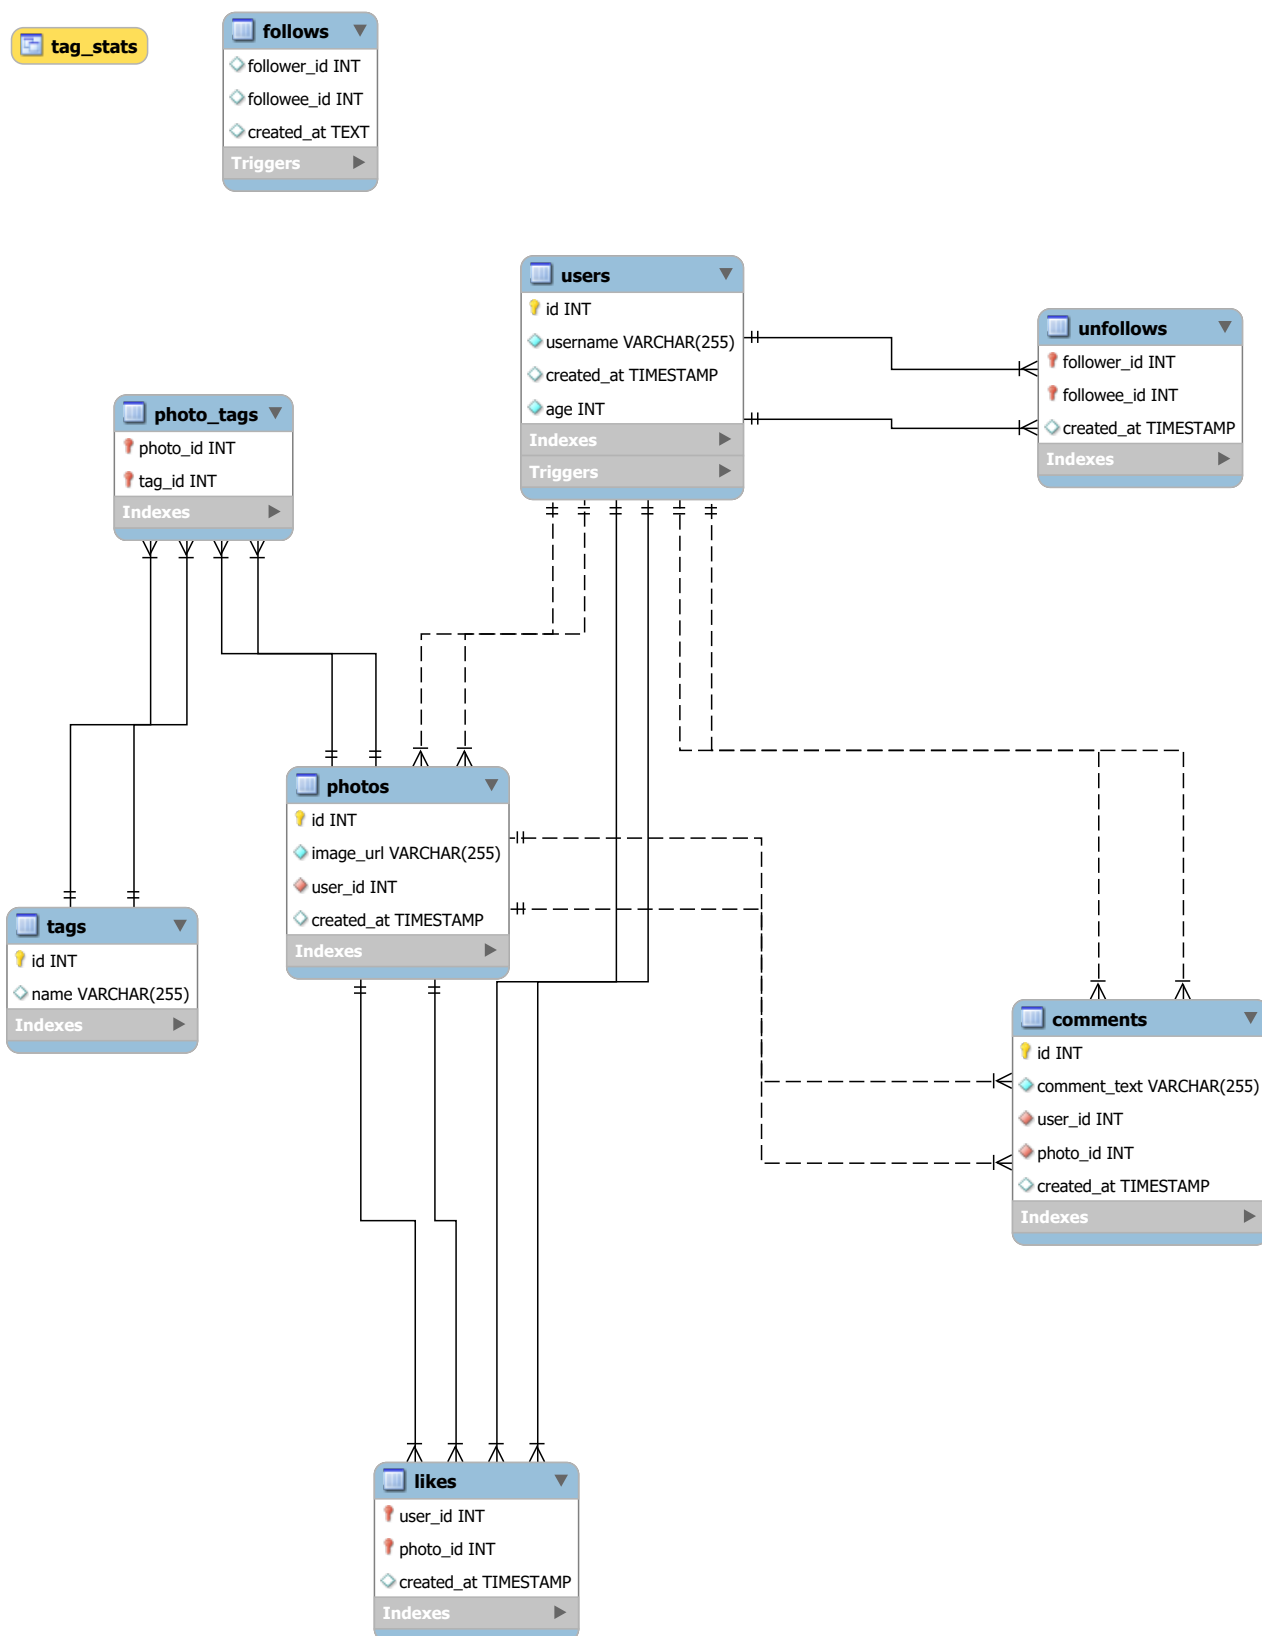 tag_stats
follows
follower_id INT
followee_id INT
created_at TEXT
Triggers
users
id INT
username VARCHAR(255)
created_at TIMESTAMP
age INT
Indexes
Triggers
unfollows
follower_id INT
followee_id INT
created_at TIMESTAMP
Indexes
photo_tags
photo_id INT
tag_id INT
Indexes
photos
id INT
image_url VARCHAR(255)
user_id INT
created_at TIMESTAMP
Indexes
tags
id INT
name VARCHAR(255)
Indexes
comments
id INT
comment_text VARCHAR(255)
user_id INT
photo_id INT
created_at TIMESTAMP
Indexes
likes
user_id INT
photo_id INT
created_at TIMESTAMP
Indexes